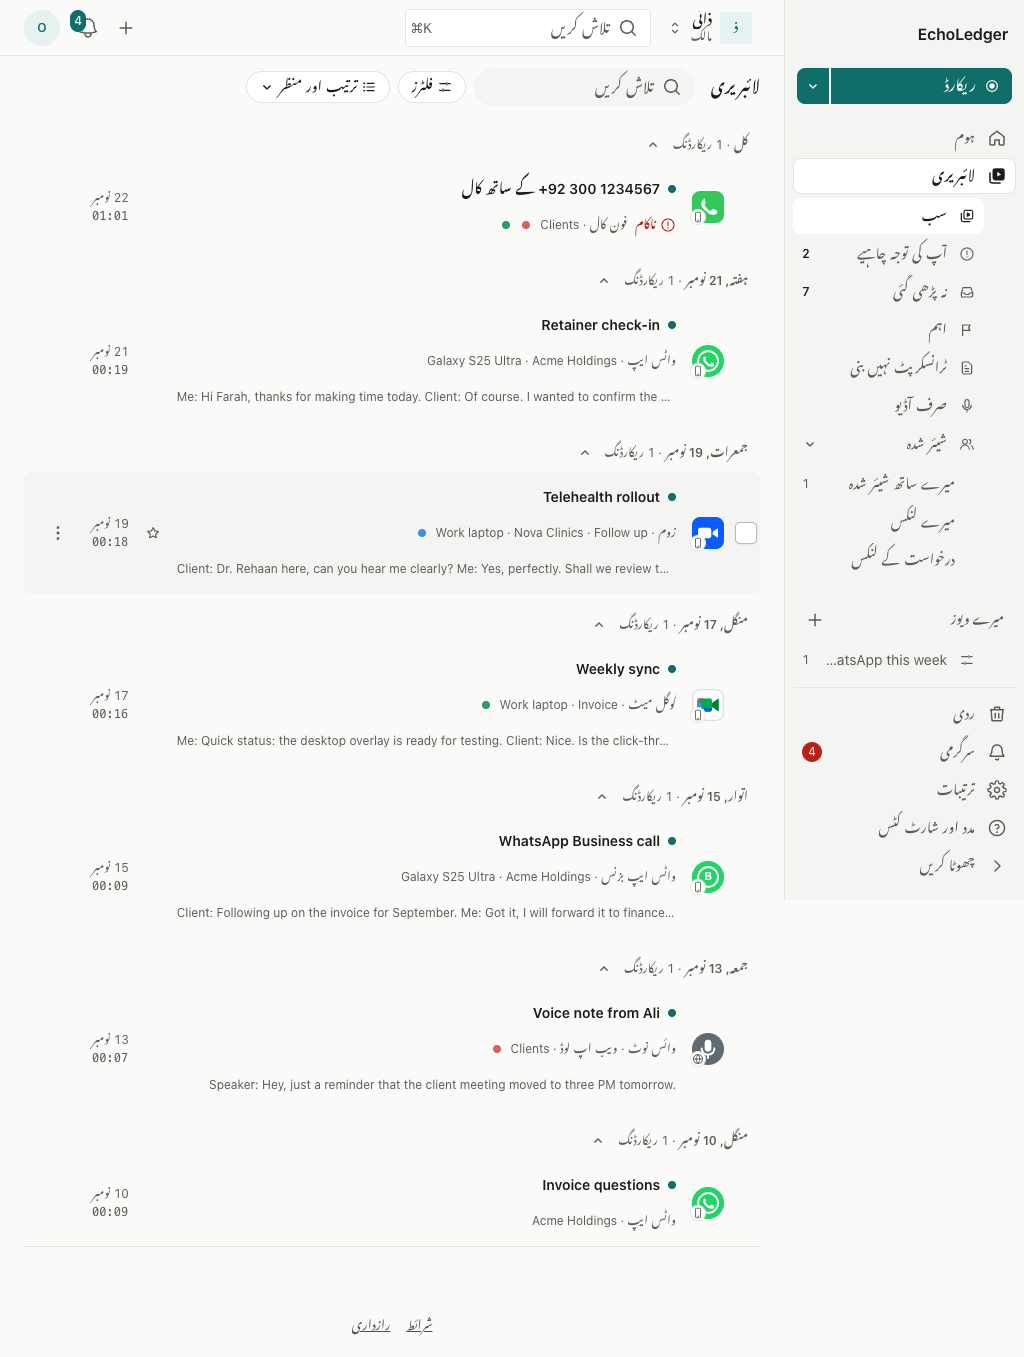 EchoLedger
ریکارڈ
ہوم
لائبریری
سب
آپ کی توجہ چاہیے 2
نہ پڑھی گئی 7
اہم
ٹرانسکرپٹ نہیں بنی
صرف آڈیو
شیئر شدہ
میرے ساتھ شیئر شدہ 1
میرے لنکس
درخواست کے لنکس
میرے ویوز
...atsApp this week 1
ردی
سرگرمی 4
ترتیبات
مدد اور شارٹ کٹس
چھوٹا کریں
ذ
ذاتی
مالک
تلاش کریں ⌘K
4
O
لائبریری
تلاش کریں
فلٹرز
ترتیب اور منظر
کل · 1 ریکارڈنگ
+92 300 1234567 کے ساتھ کال
ناکام فون کال · Clients
22 نومبر
01:01
ہفتہ, 21 نومبر · 1 ریکارڈنگ
Retainer check-in
واٹس ایپ · Galaxy S25 Ultra · Acme Holdings
Me: Hi Farah, thanks for making time today. Client: Of course. I wanted to confirm the ...
21 نومبر
00:19
جمعرات, 19 نومبر · 1 ریکارڈنگ
Telehealth rollout
زوم · Work laptop · Nova Clinics · Follow up
Client: Dr. Rehaan here, can you hear me clearly? Me: Yes, perfectly. Shall we review t...
19 نومبر
00:18
منگل, 17 نومبر · 1 ریکارڈنگ
Weekly sync
گوگل میٹ · Work laptop · Invoice
Me: Quick status: the desktop overlay is ready for testing. Client: Nice. Is the click-thr...
17 نومبر
00:16
اتوار, 15 نومبر · 1 ریکارڈنگ
WhatsApp Business call
واٹس ایپ بزنس · Galaxy S25 Ultra · Acme Holdings
Client: Following up on the invoice for September. Me: Got it, I will forward it to finance...
15 نومبر
00:09
جمعہ, 13 نومبر · 1 ریکارڈنگ
Voice note from Ali
وائس نوٹ · ویب اپ لوڈ · Clients
Speaker: Hey, just a reminder that the client meeting moved to three PM tomorrow.
13 نومبر
00:07
منگل, 10 نومبر · 1 ریکارڈنگ
Invoice questions
واٹس ایپ · Acme Holdings
10 نومبر
00:09
شرائط
رازداری